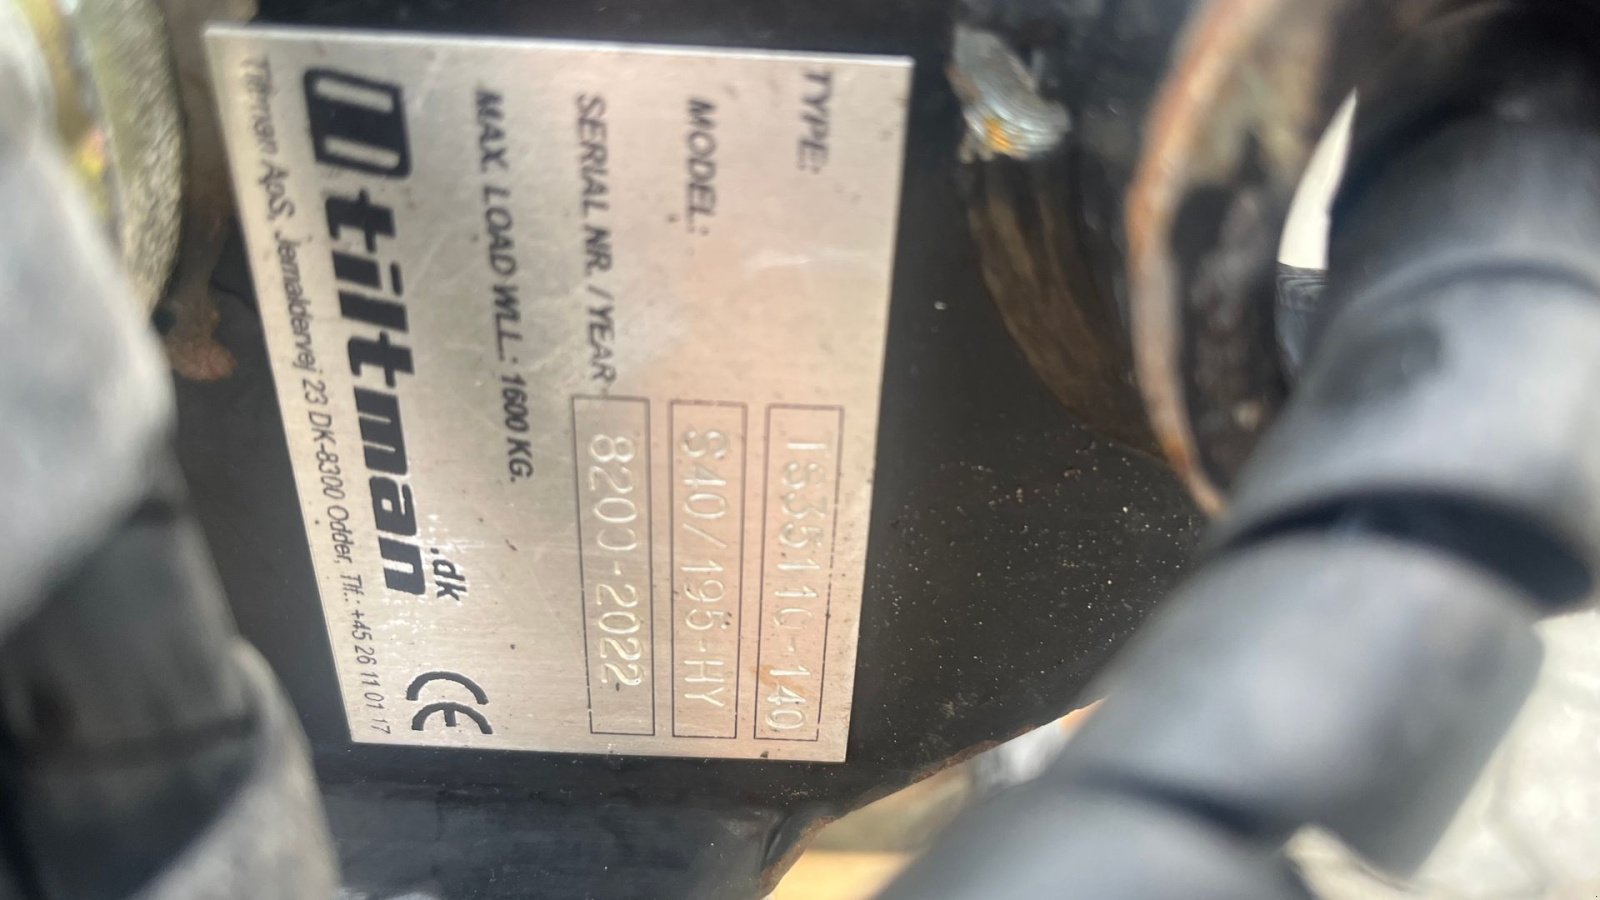 TYPE: TS35110-140
MODEL: S40/195-HY
SERIAL NR. / YEAR 8200-2022-
MAX. LOAD WLL.: 1600 KG.
tiltman.dk
CE
Tiltman ApS, Jernaldervej 23 DK-8300 Odder, Tlf.: +45 26 11 01 17